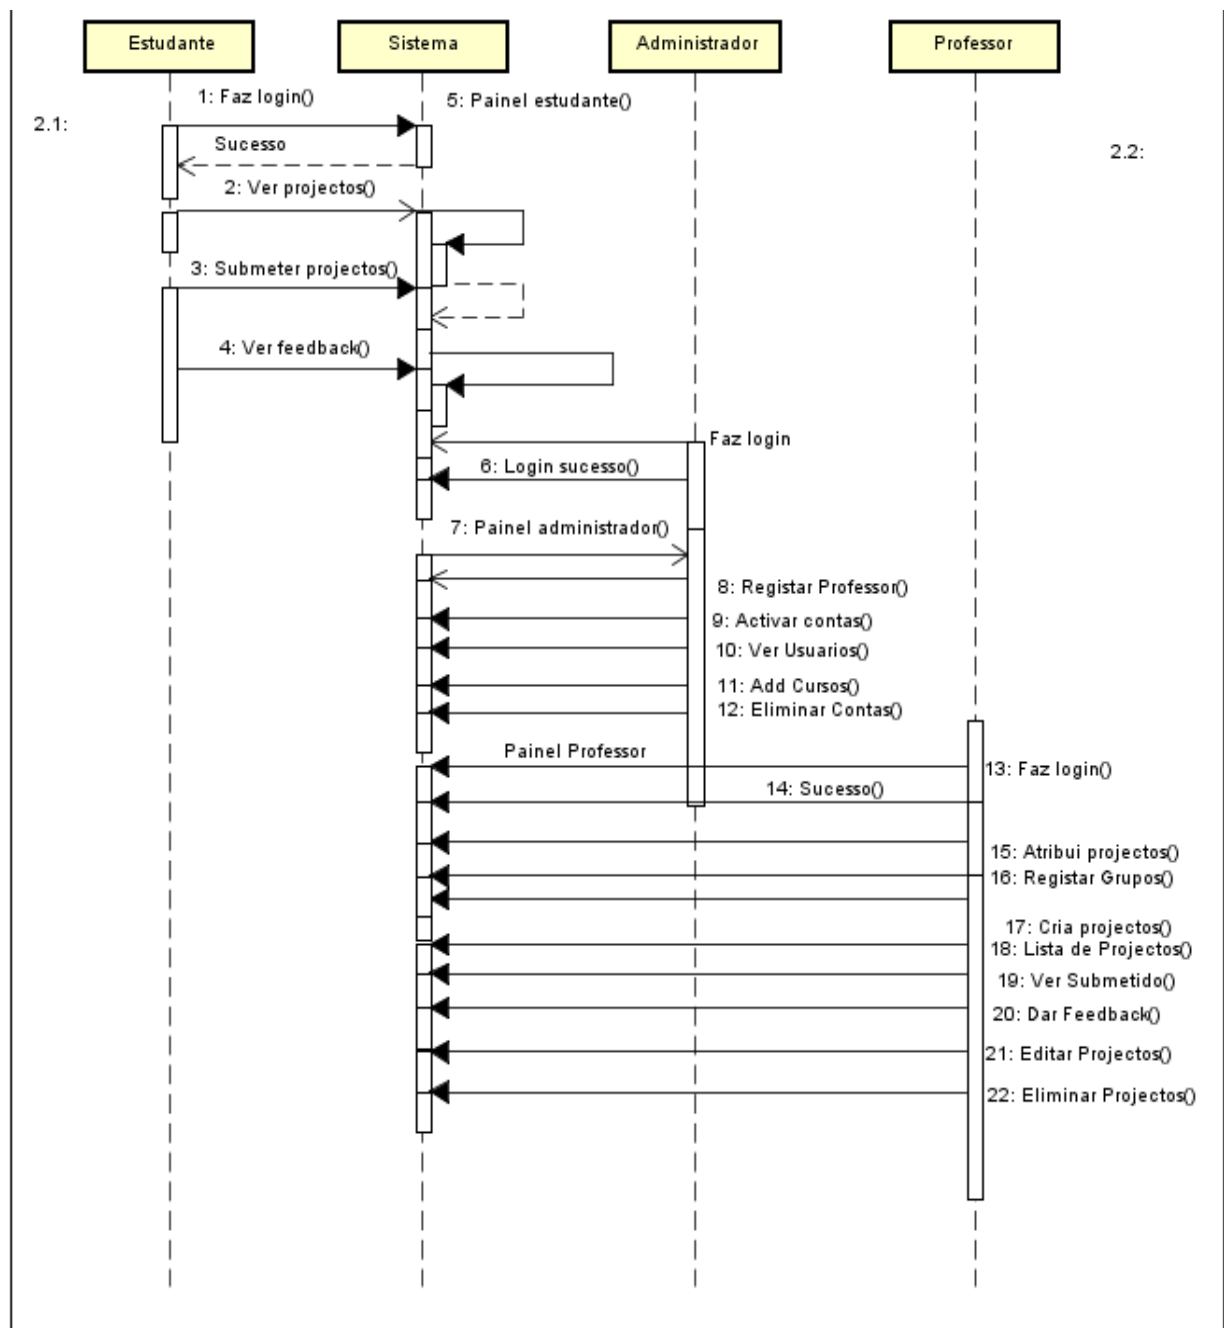 Estudante
Sistema
Administrador
Professor
1: Faz login()
5: Painel estudante()
2.1:
Sucesso
2.2:
2: Ver projectos()
3: Submeter projectos()
4: Ver feedback()
Faz login
6: Login sucesso()
7: Painel administrador()
8: Registar Professor()
9: Activar contas()
10: Ver Usuarios()
11: Add Cursos()
12: Eliminar Contas()
Painel Professor
13: Faz login()
14: Sucesso()
15: Atribui projectos()
16: Registar Grupos()
17: Cria projectos()
18: Lista de Projectos()
19: Ver Submetido()
20: Dar Feedback()
21: Editar Projectos()
22: Eliminar Projectos()